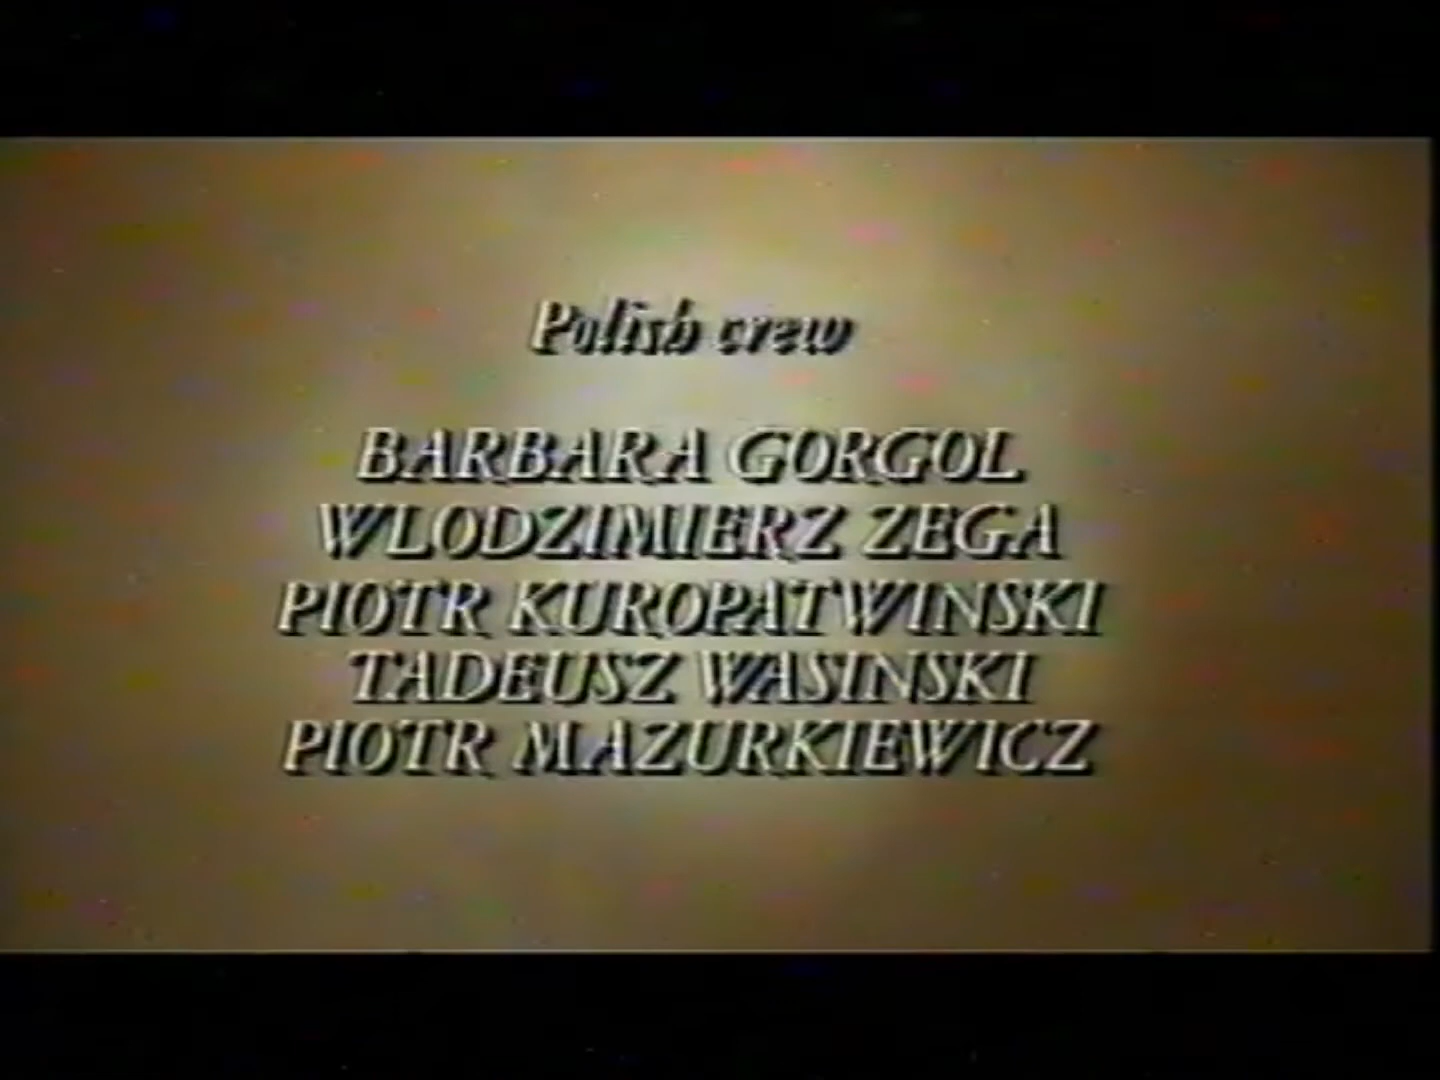 Polish crew
BARBARA GORGOL
WLODZIMIERZ ZEGA
PIOTR KUROPATWINSKI
TADEUSZ WASINSKI
PIOTR MAZURKIEWICZ